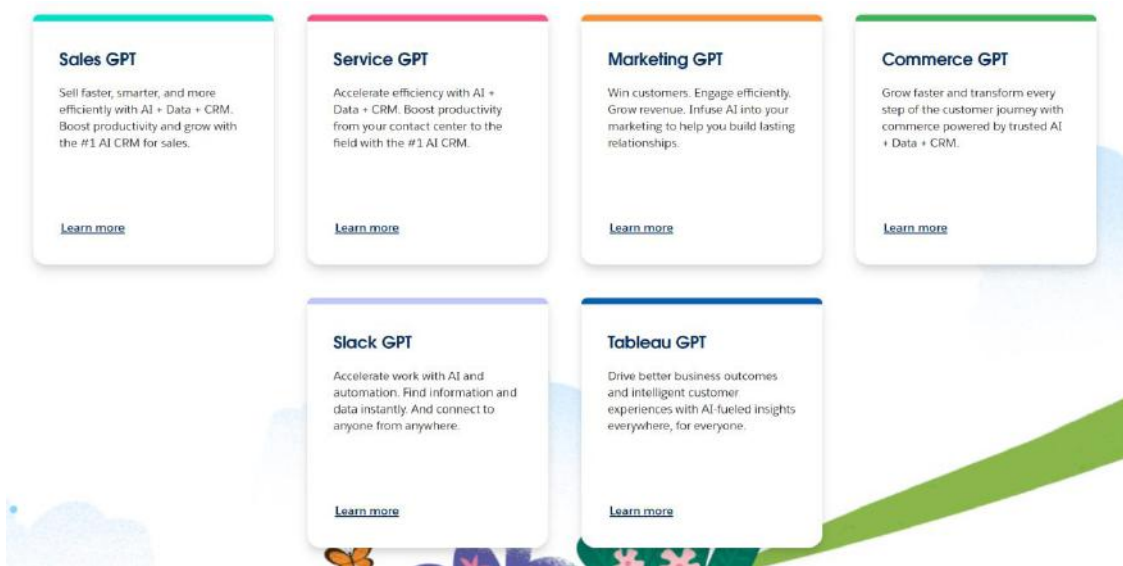 Sales GPT
Sell faster, smarter, and more
efficiently with AI + Data + CRM.
Boost productivity and grow with
the #1 AI CRM for sales.
Learn more
Service GPT
Accelerate efficiency with AI +
Data + CRM. Boost productivity
from your contact center to the
field with the #1 AI CRM.
Learn more
Marketing GPT
Win customers. Engage efficiently.
Grow revenue. Infuse AI into your
marketing to help you build lasting
relationships.
Learn more
Commerce GPT
Grow faster and transform every
step of the customer journey with
commerce powered by trusted AI
+ Data + CRM.
Learn more
Slack GPT
Accelerate work with AI and
automation. Find information and
data instantly. And connect to
anyone from anywhere.
Learn more
Tableau GPT
Drive better business outcomes
and intelligent customer
experiences with AI-fueled insights
everywhere, for everyone.
Learn more